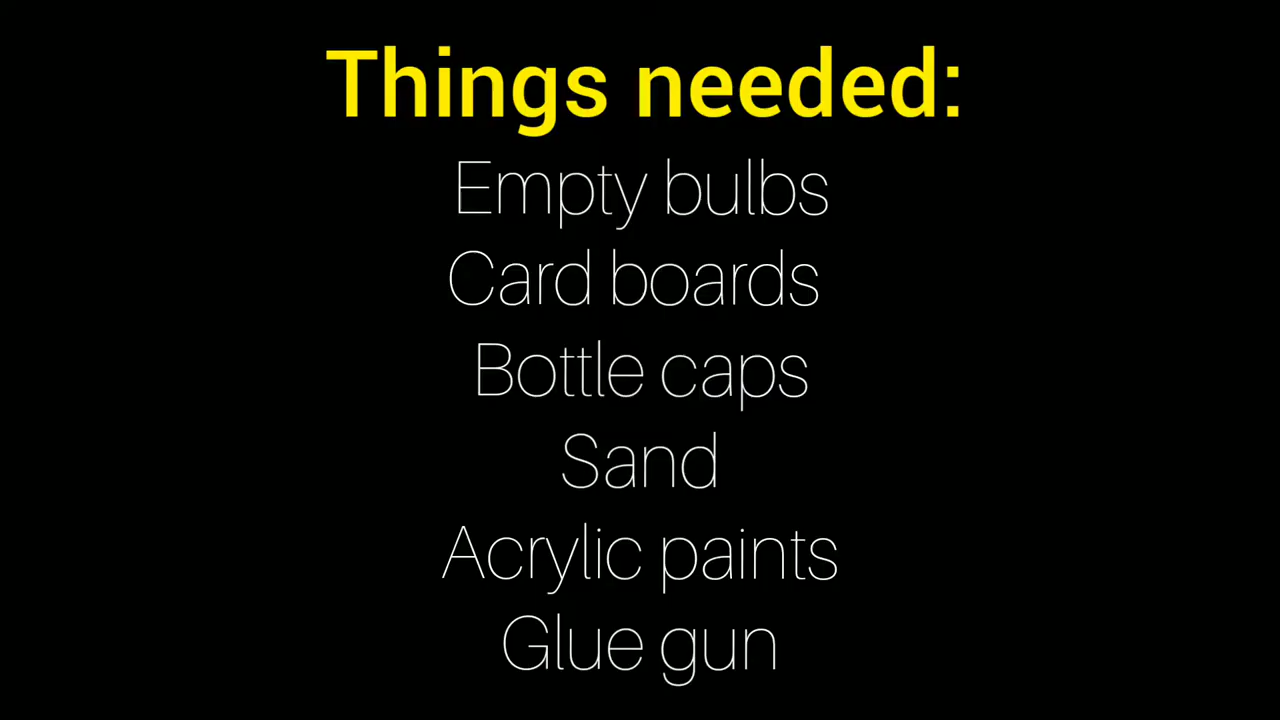 Things needed:
Empty bulbs
Card boards
Bottle caps
Sand
Acrylic paints
Glue gun